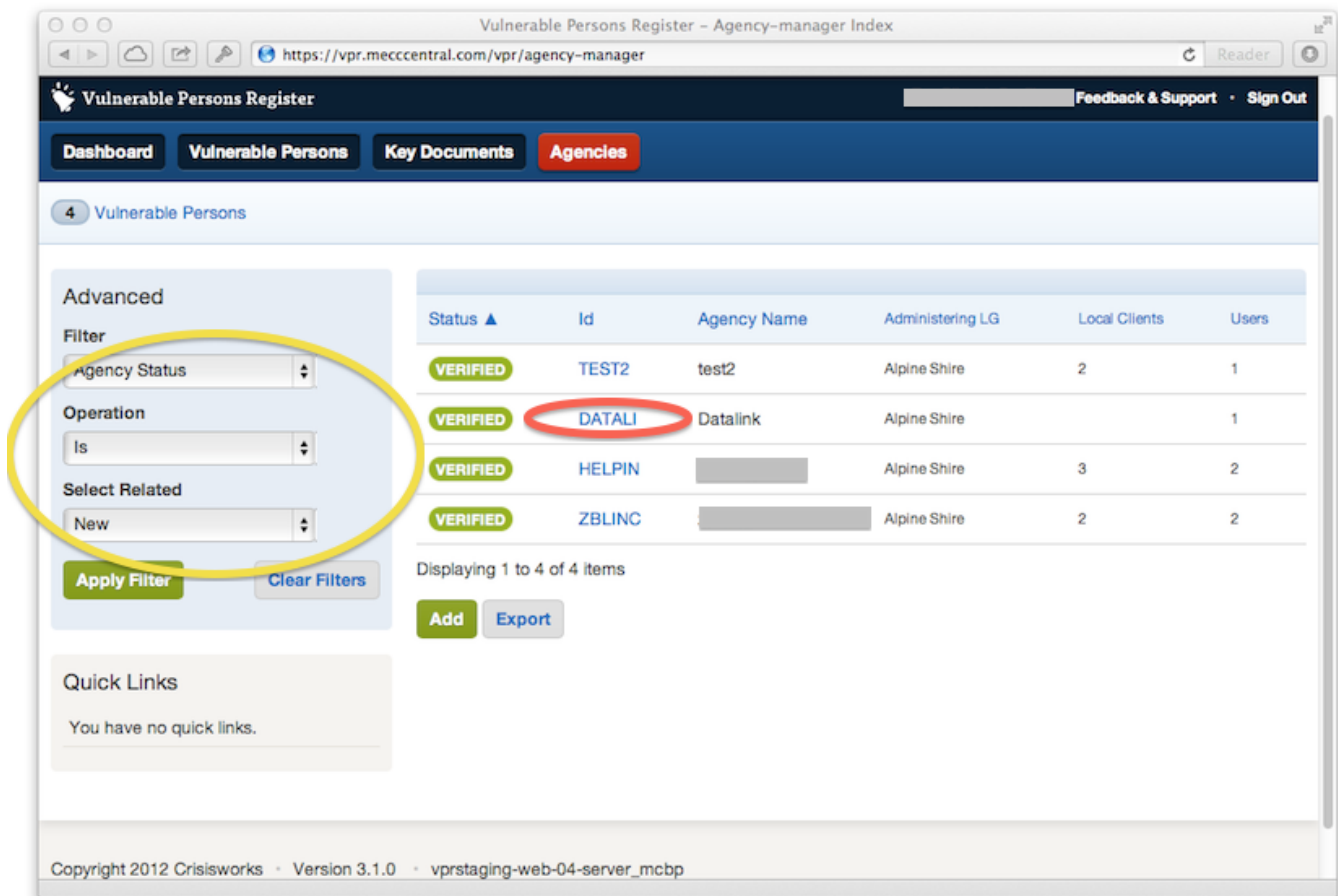 Vulnerable Persons Register – Agency-manager Index
https://vpr.mecccentral.com/vpr/agency-manager
Reader
Vulnerable Persons Register
Feedback & Support · Sign Out
Dashboard Vulnerable Persons Key Documents Agencies
4 Vulnerable Persons
Advanced
Filter
Agency Status
Operation
Is
Select Related
New
Apply Filter Clear Filters
Quick Links
You have no quick links.
Status ▲ Id Agency Name Administering LG Local Clients Users
VERIFIED TEST2 test2 Alpine Shire 2 1
VERIFIED DATALI Datalink Alpine Shire 1
VERIFIED HELPIN Alpine Shire 3 2
VERIFIED ZBLINC Alpine Shire 2 2
Displaying 1 to 4 of 4 items
Add Export
Copyright 2012 Crisisworks · Version 3.1.0 · vprstaging-web-04-server_mcbp